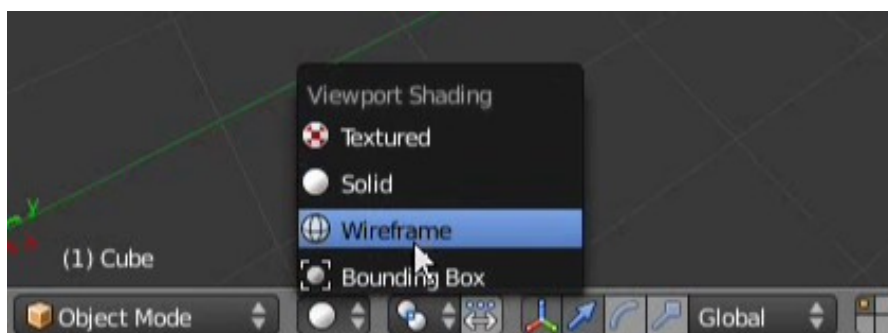 Viewport Shading
Textured
Solid
Wireframe
Bounding Box
y
x
(1) Cube
Object Mode
Global